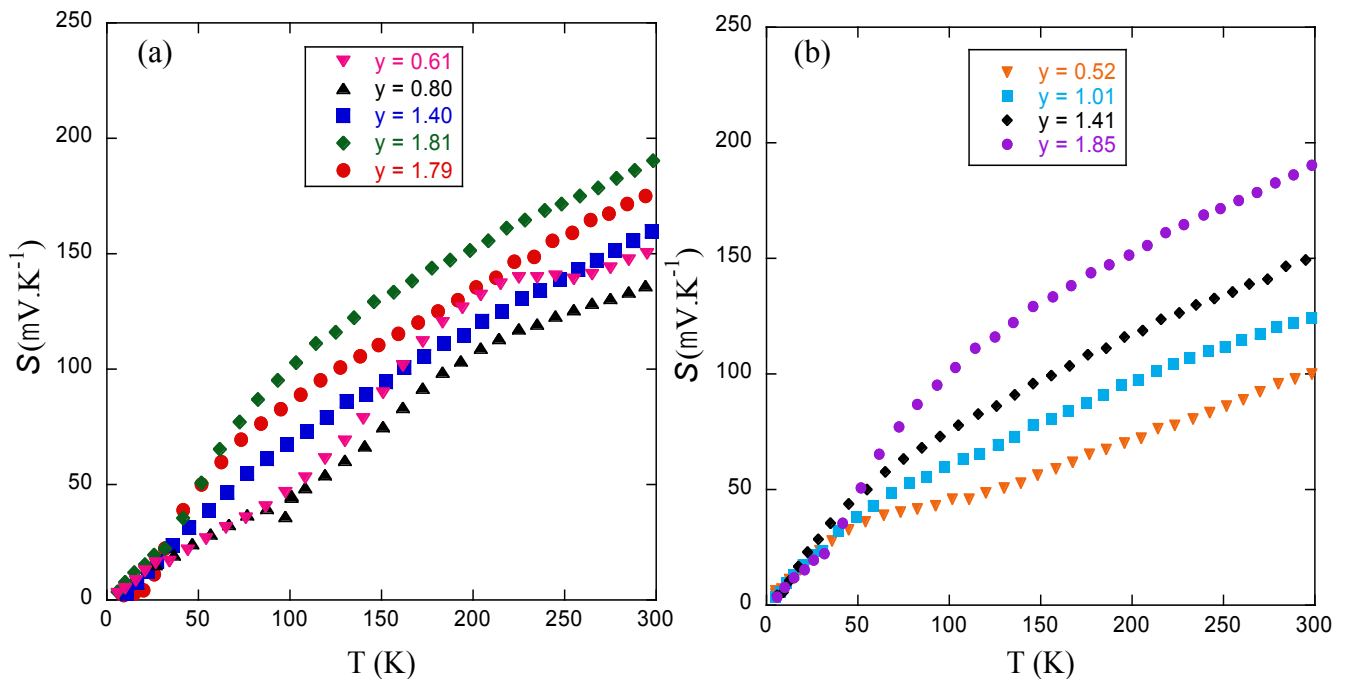 (a)
y = 0.61
y = 0.80
y = 1.40
y = 1.81
y = 1.79
250
200
150
100
50
0
S(mV.K⁻¹)
0 50 100 150 200 250 300
T (K)
(b)
y = 0.52
y = 1.01
y = 1.41
y = 1.85
250
200
150
100
50
0
S(mV.K⁻¹)
0 50 100 150 200 250 300
T (K)